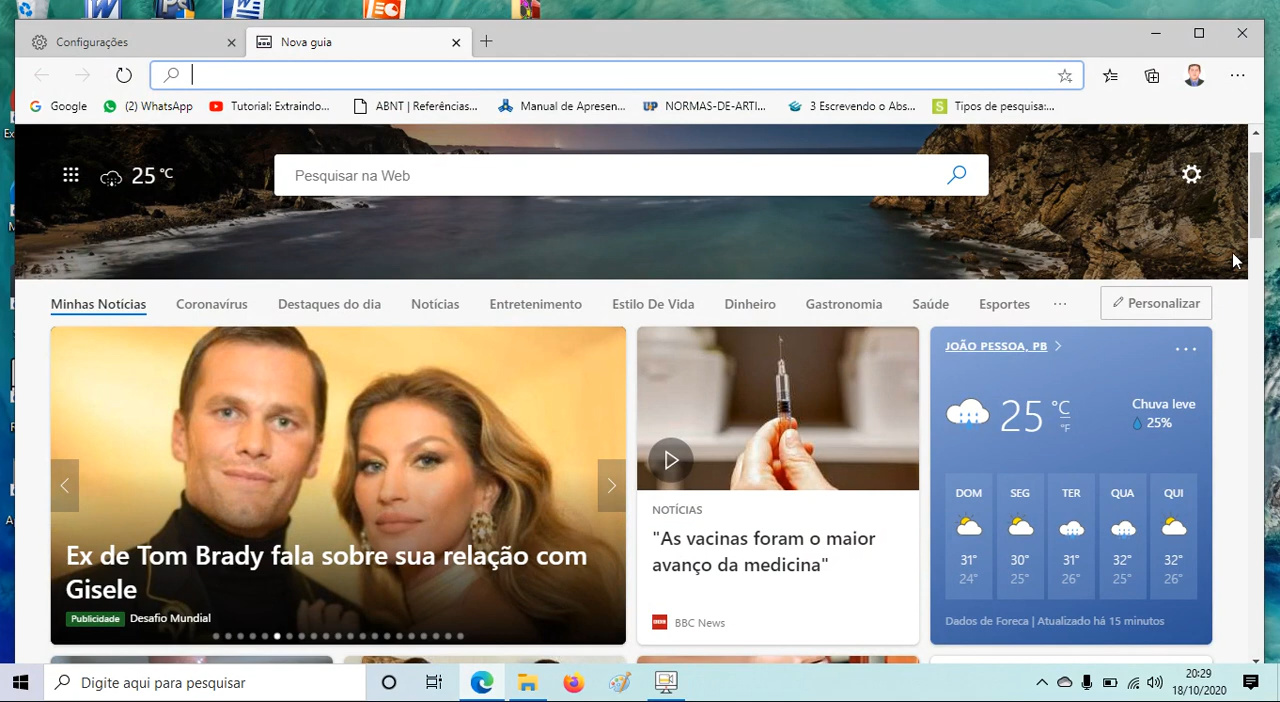 Configurações
Nova guia
Google
(2) WhatsApp
Tutorial: Extraindo...
ABNT | Referências...
Manual de Apresen...
UP NORMAS-DE-ARTI...
3 Escrevendo o Abs...
S Tipos de pesquisa:...
25 °C
Pesquisar na Web
Minhas Notícias
Coronavírus
Destaques do dia
Notícias
Entretenimento
Estilo De Vida
Dinheiro
Gastronomia
Saúde
Esportes
...
Personalizar
Ex de Tom Brady fala sobre sua relação com
Gisele
Publicidade Desafio Mundial
NOTÍCIAS
"As vacinas foram o maior
avanço da medicina"
BBC News
JOÃO PESSOA, PB
25 °C
°F
Chuva leve
25%
DOM SEG TER QUA QUI
31° 30° 31° 32° 32°
24° 25° 26° 25° 26°
Dados de Foreca | Atualizado há 15 minutos
Digite aqui para pesquisar
20:29
18/10/2020